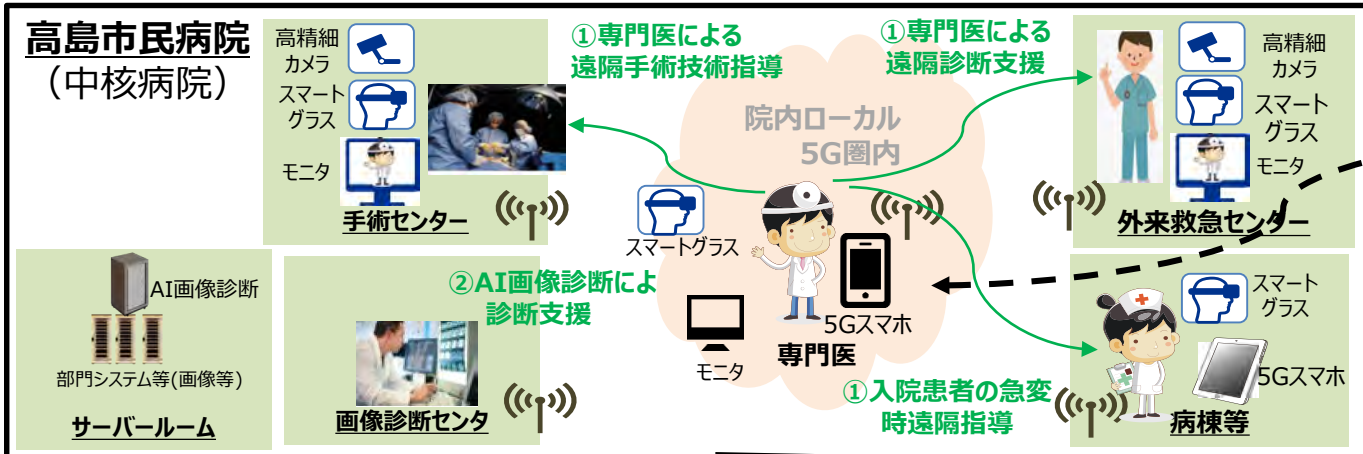 高島市民病院
（中核病院）
高精細
カメラ
スマート
グラス
モニタ
手術センター
①専門医による
遠隔手術技術指導
①専門医による
遠隔診断支援
院内ローカル
5G圏内
高精細
カメラ
スマート
グラス
モニタ
外来救急センター
スマートグラス
AI画像診断
部門システム等(画像等)
サーバールーム
②AI画像診断によ
診断支援
画像診断センタ
モニタ
5Gスマホ
専門医
①入院患者の急変
時遠隔指導
スマート
グラス
5Gスマホ
病棟等